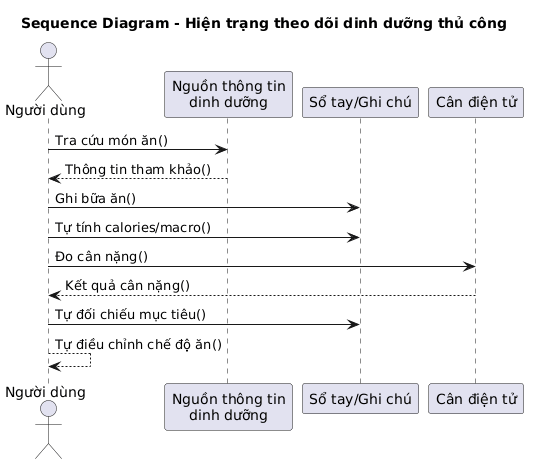 Sequence Diagram - Hiện trạng theo dõi dinh dưỡng thủ công
Người dùng
Nguồn thông tin
dinh dưỡng
Sổ tay/Ghi chú
Cân điện tử
Tra cứu món ăn()
Thông tin tham khảo()
Ghi bữa ăn()
Tự tính calories/macro()
Đo cân nặng()
Kết quả cân nặng()
Tự đối chiếu mục tiêu()
Tự điều chỉnh chế độ ăn()
Người dùng
Nguồn thông tin
dinh dưỡng
Sổ tay/Ghi chú
Cân điện tử